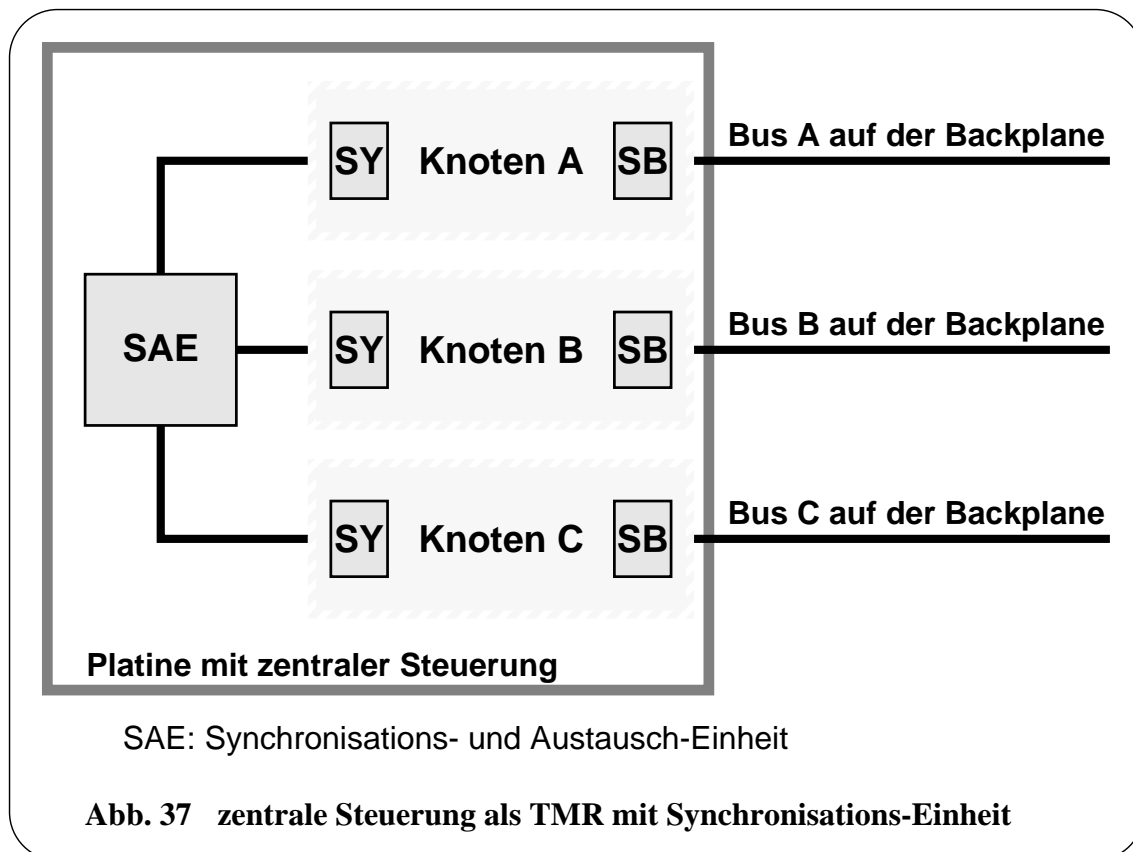 Bus A auf der Backplane
SY Knoten A SB
Bus B auf der Backplane
SAE SY Knoten B SB
Bus C auf der Backplane
SY Knoten C SB
Platine mit zentraler Steuerung
SAE: Synchronisations- und Austausch-Einheit
Abb. 37 zentrale Steuerung als TMR mit Synchronisations-Einheit